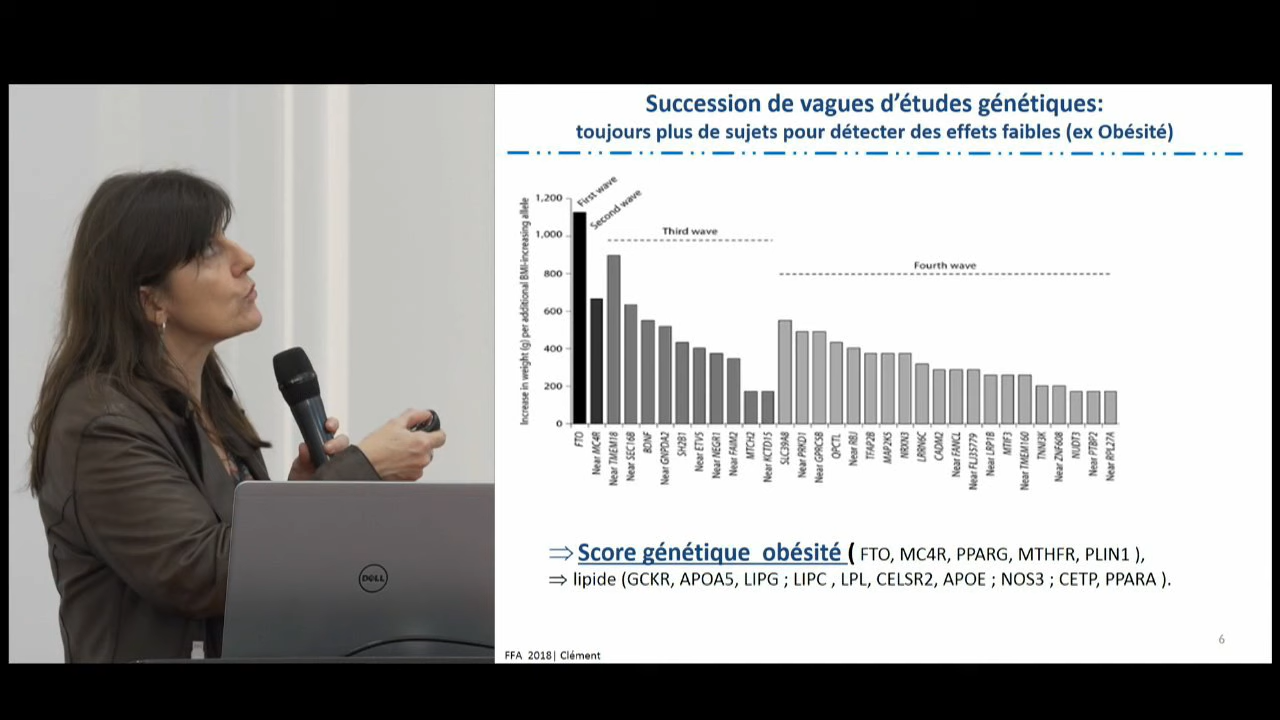 Succession de vagues d'études génétiques:
toujours plus de sujets pour détecter des effets faibles (ex Obésité)
Increase in weight (g) per additional BMI-increasing allele
1,200
1,000
800
600
400
200
0
First wave
Second wave
Third wave
Fourth wave
FTO
Near MC4R
Near TMEM18
Near SEC16B
BDNF
Near GNPDA2
SH2B1
Near ETV5
Near NEGR1
Near FAIM2
MTCH2
Near KCTD15
SLC39A8
Near PRKD1
Near GPRC5B
QPCTL
Near RBJ
TFAP2B
MAP2K5
NRXN3
LRRN6C
CADM2
Near FANCL
Near FLJ35779
Near LRP1B
MTIF3
Near TMEM160
TNNI3K
Near ZNF608
NUDT3
Near PTBP2
Near RPL27A
⇒ Score génétique obésité ( FTO, MC4R, PPARG, MTHFR, PLIN1 ),
⇒ lipide (GCKR, APOA5, LIPG ; LIPC , LPL, CELSR2, APOE ; NOS3 ; CETP, PPARA ).
6
FFA 2018| Clément
DELL